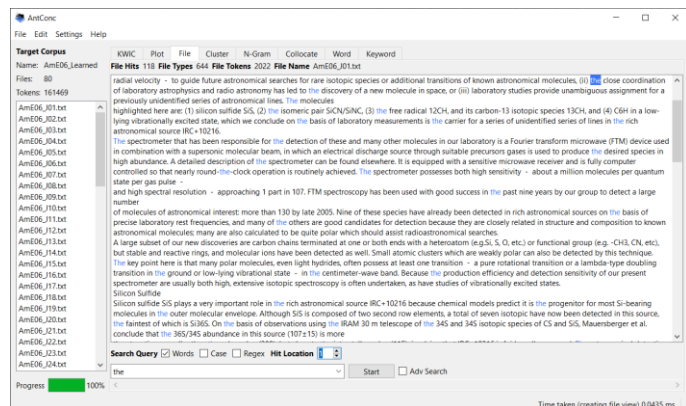 AntConc
File Edit Settings Help
Target Corpus
Name: AmE06_Learned
Files: 80
Tokens: 161469
AmE06_J01.txt
AmE06_J02.txt
AmE06_J03.txt
AmE06_J04.txt
AmE06_J05.txt
AmE06_J06.txt
AmE06_J07.txt
AmE06_J08.txt
AmE06_J09.txt
AmE06_J10.txt
AmE06_J11.txt
AmE06_J12.txt
AmE06_J13.txt
AmE06_J14.txt
AmE06_J15.txt
AmE06_J16.txt
AmE06_J17.txt
AmE06_J18.txt
AmE06_J19.txt
AmE06_J20.txt
AmE06_J21.txt
AmE06_J22.txt
AmE06_J23.txt
AmE06_J24.txt
Progress 100%
KWIC Plot File Cluster N-Gram Collocate Word Keyword
File Hits 118 File Types 644 File Tokens 2022 File Name AmE06_J01.txt
radial velocity - to guide future astronomical searches for rare isotopic species or additional transitions of known astronomical molecules, (ii) the close coordination
of laboratory astrophysics and radio astronomy has led to the discovery of a new molecule in space, or (iii) laboratory studies provide unambiguous assignment for a
previously unidentified series of astronomical lines. The molecules
highlighted here are: (1) silicon sulfide SiS, (2) the isomeric pair SiCN/SiNC, (3) the free radical 12CH, and its carbon-13 isotopic species 13CH, and (4) C6H in a low-
lying vibrationally excited state, which we conclude on the basis of laboratory measurements is the carrier for a series of unidentified series of lines in the rich
astronomical source IRC+10216.
The spectrometer that has been responsible for the detection of these and many other molecules in our laboratory is a Fourier transform microwave (FTM) device used
in combination with a supersonic molecular beam, in which an electrical discharge source through suitable precursors gases is used to produce the desired species in
high abundance. A detailed description of the spectrometer can be found elsewhere. It is equipped with a sensitive microwave receiver and is fully computer
controlled so that nearly round-the-clock operation is routinely achieved. The spectrometer possesses both high sensitivity - about a million molecules per quantum
state per gas pulse -
and high spectral resolution - approaching 1 part in 107. FTM spectroscopy has been used with good success in the past nine years by our group to detect a large
number
of molecules of astronomical interest: more than 130 by late 2005. Nine of these species have already been detected in rich astronomical sources on the basis of
precise laboratory rest frequencies, and many of the others are good candidates for detection because they are closely related in structure and composition to known
astronomical molecules; many are also calculated to be quite polar which should assist radioastronomical searches.
A large subset of our new discoveries are carbon chains terminated at one or both ends with a heteroatom (e.g.Si, S, O, etc.) or functional group (e.g. -CH3, CN, etc),
but stable and reactive rings, and molecular ions have been detected as well. Small atomic clusters which are weakly polar can also be detected by this technique.
The key point here is that many polar molecules, even light hydrides, often possess at least one transition - a pure rotational transition or a lambda-type doubling
transition in the ground or low-lying vibrational state - in the centimeter-wave band. Because the production efficiency and detection sensitivity of our present
spectrometer are usually both high, extensive isotopic spectroscopy is often undertaken, as have studies of vibrationally excited states.
Silicon Sulfide
Silicon sulfide SiS plays a very important role in the rich astronomical source IRC+10216 because chemical models predict it is the progenitor for most Si-bearing
molecules in the outer molecular envelope. Although SiS is composed of two second row elements, a total of seven isotopic have now been detected in this source,
the faintest of which is Si36S. On the basis of observations using the IRAM 30 m telescope of the 34S and 34S isotopic species of CS and SiS, Mauersberger et al.
conclude that the 36S/34S abundance in this source (107±15) is more
Search Query Words Case Regex Hit Location 1
the Start Adv Search
Time taken (creating file view) 0.0435 ms